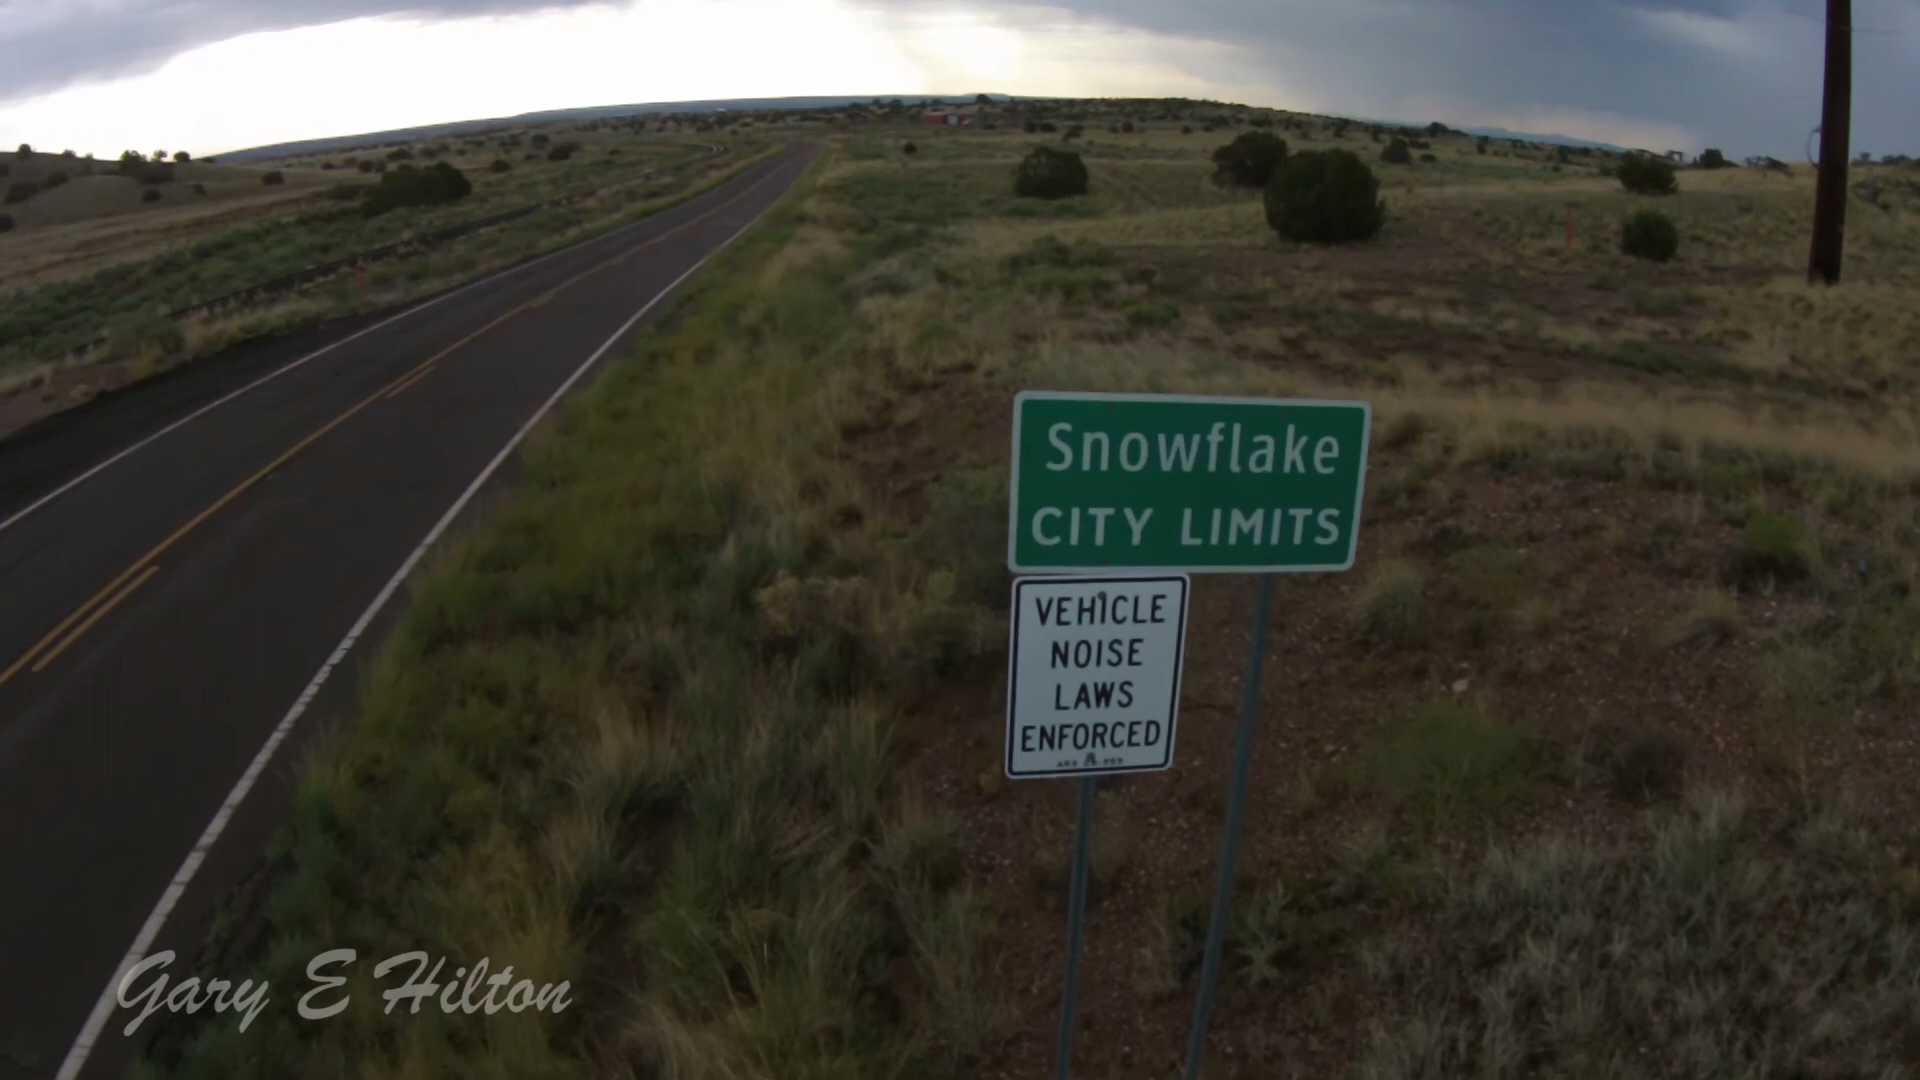 Snowflake
CITY LIMITS
VEHICLE
NOISE
LAWS
ENFORCED
Gary E Hilton